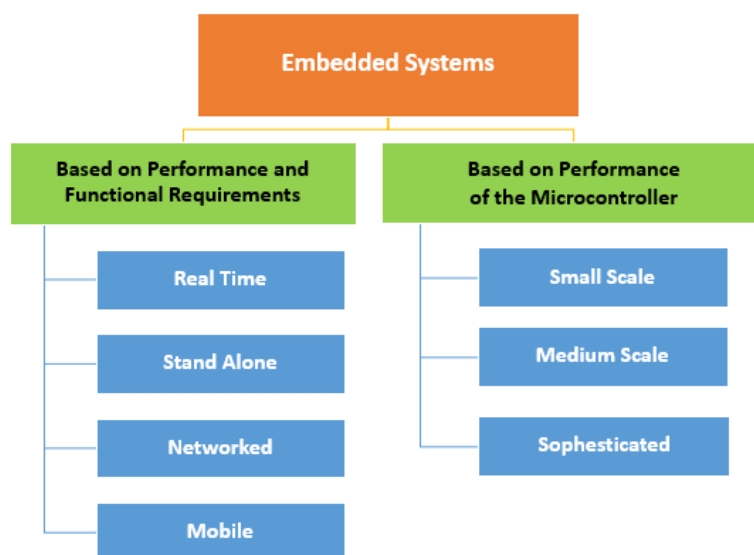 Embedded Systems
Based on Performance and
Functional Requirements
Real Time
Stand Alone
Networked
Mobile
Based on Performance
of the Microcontroller
Small Scale
Medium Scale
Sophesticated